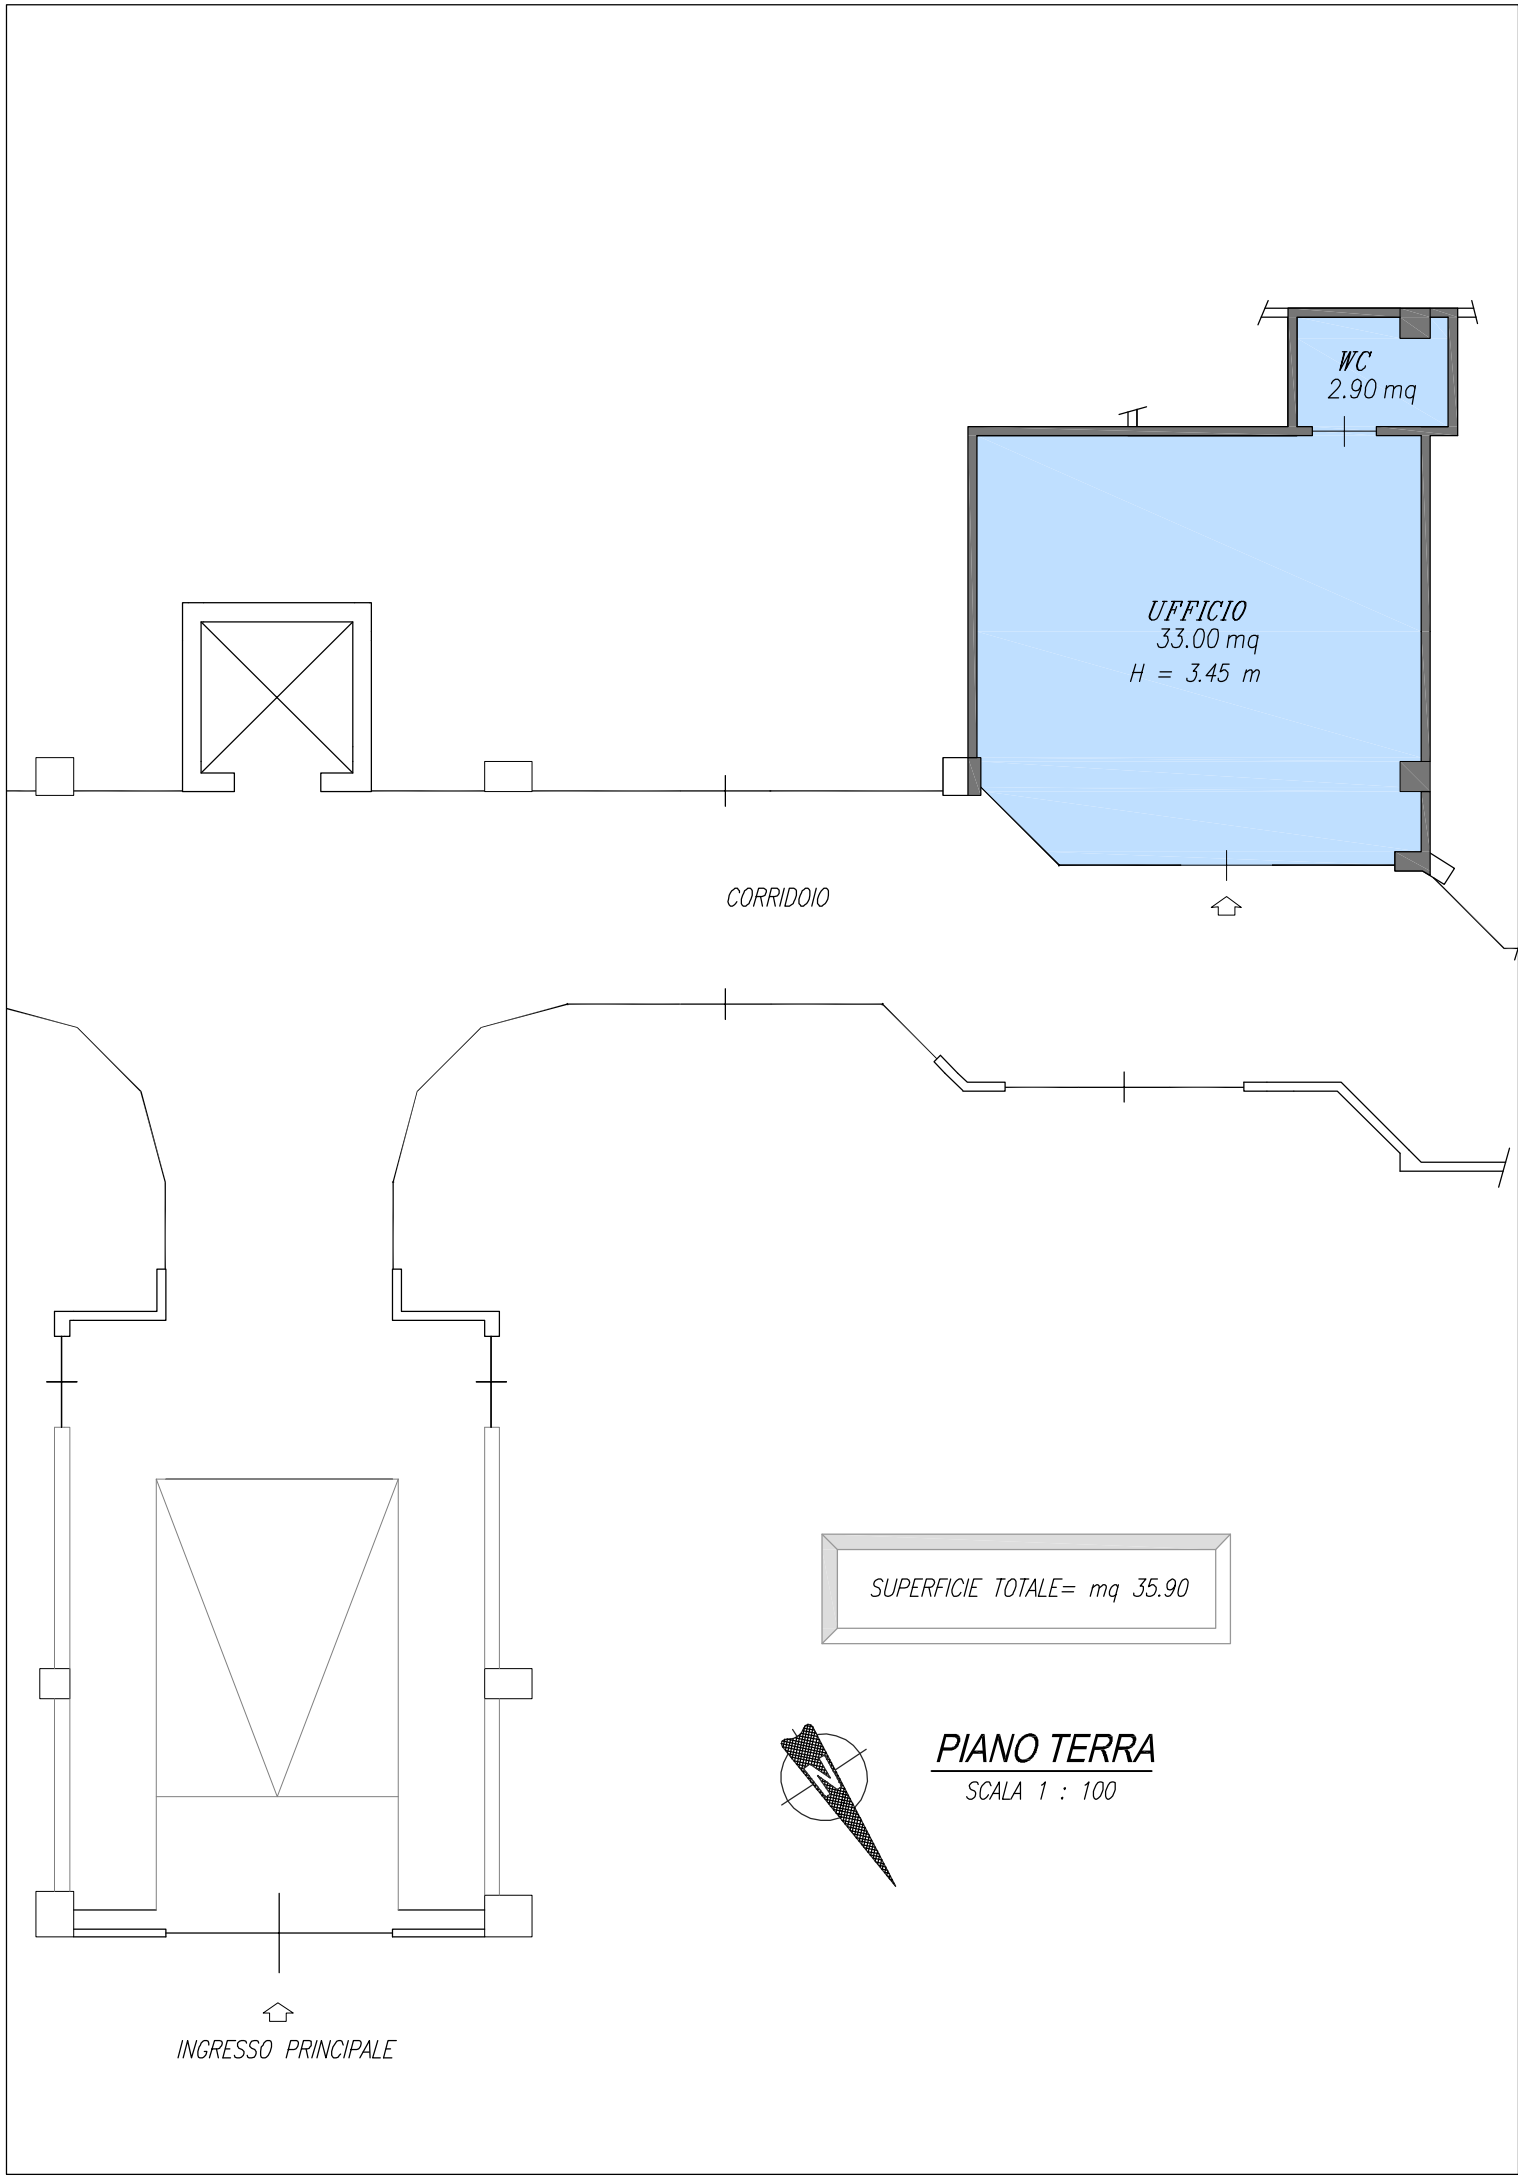 WC
2.90 mq
UFFICIO
33.00 mq
H = 3.45 m
CORRIDOIO
SUPERFICIE TOTALE= mq 35.90
N
PIANO TERRA
SCALA 1 : 100
INGRESSO PRINCIPALE